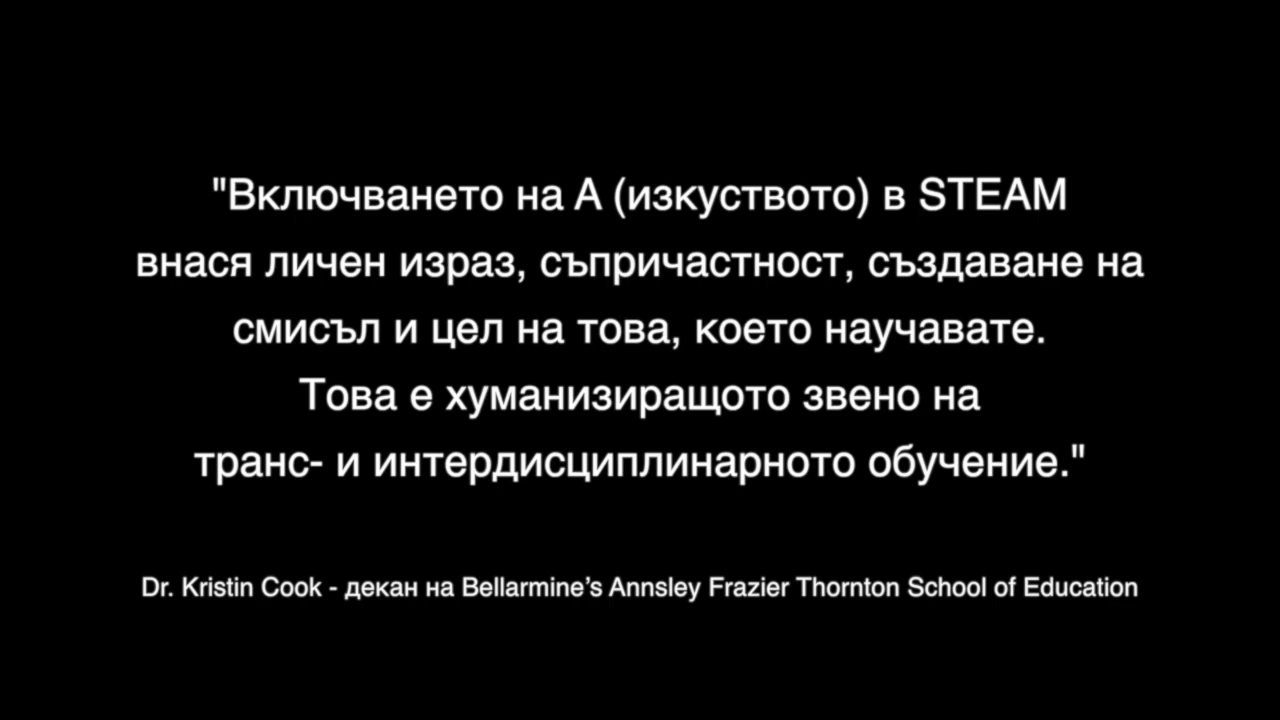 "Включването на А (изкуството) в STEAM
внася личен израз, съпричастност, създаване на
смисъл и цел на това, което научавате.
Това е хуманизиращото звено на
транс- и интердисциплинарното обучение."
Dr. Kristin Cook - декан на Bellarmine’s Annsley Frazier Thornton School of Education